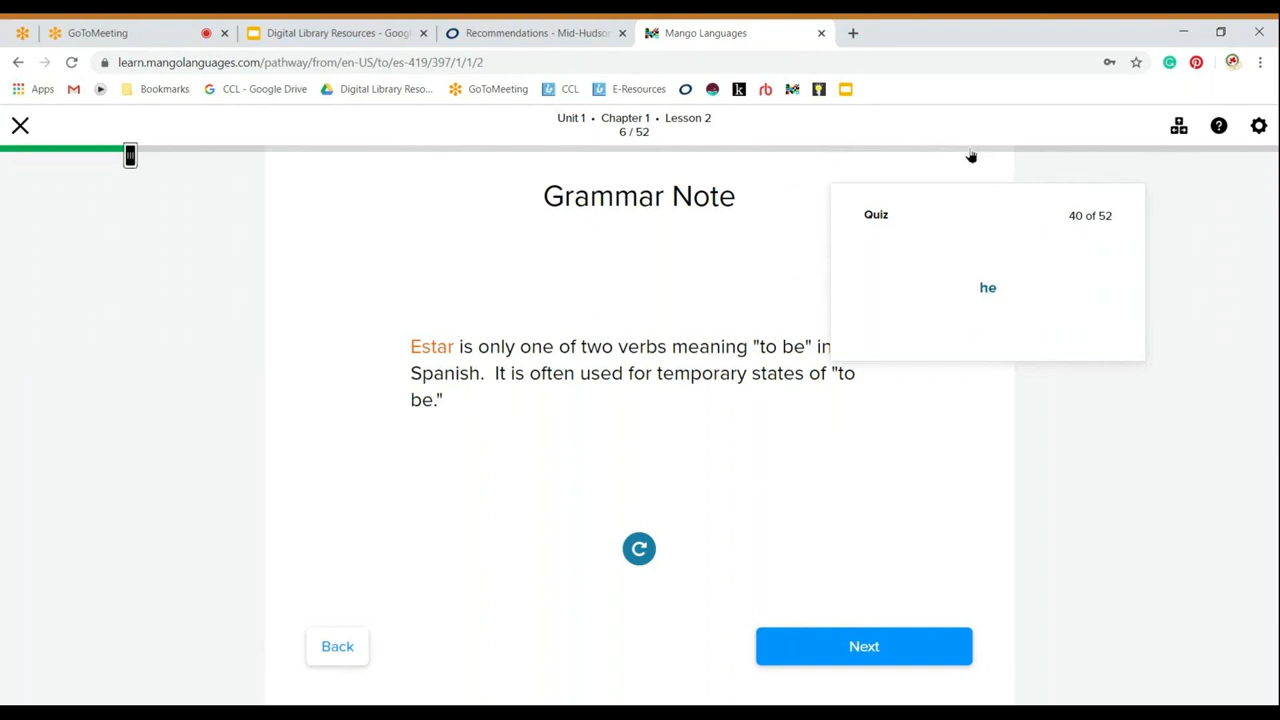 GoToMeeting
Digital Library Resources - Googl
Recommendations - Mid-Hudson
Mango Languages
learn.mangolanguages.com/pathway/from/en-US/to/es-419/397/1/1/2
Apps
Bookmarks
CCL - Google Drive
Digital Library Reso...
GoToMeeting
CCL
E-Resources
Unit 1 • Chapter 1 • Lesson 2
6 / 52
Grammar Note
Quiz
40 of 52
he
Estar is only one of two verbs meaning "to be" in
Spanish. It is often used for temporary states of "to
be."
Back
Next